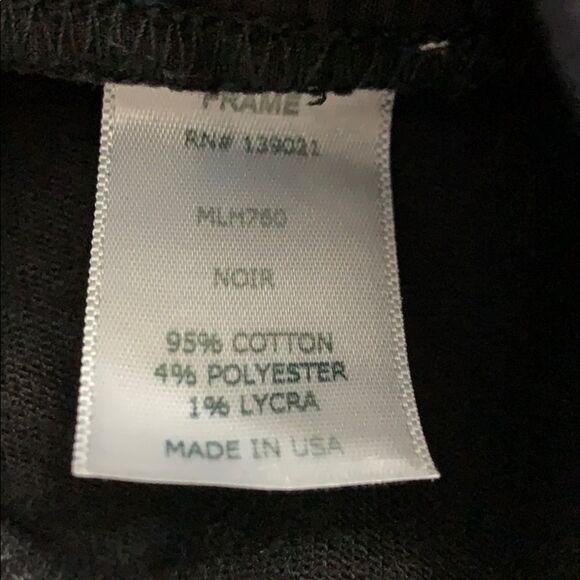 FRAME
RN# 139021
MLH760
NOIR
95% COTTON
4% POLYESTER
1% LYCRA
MADE IN USA